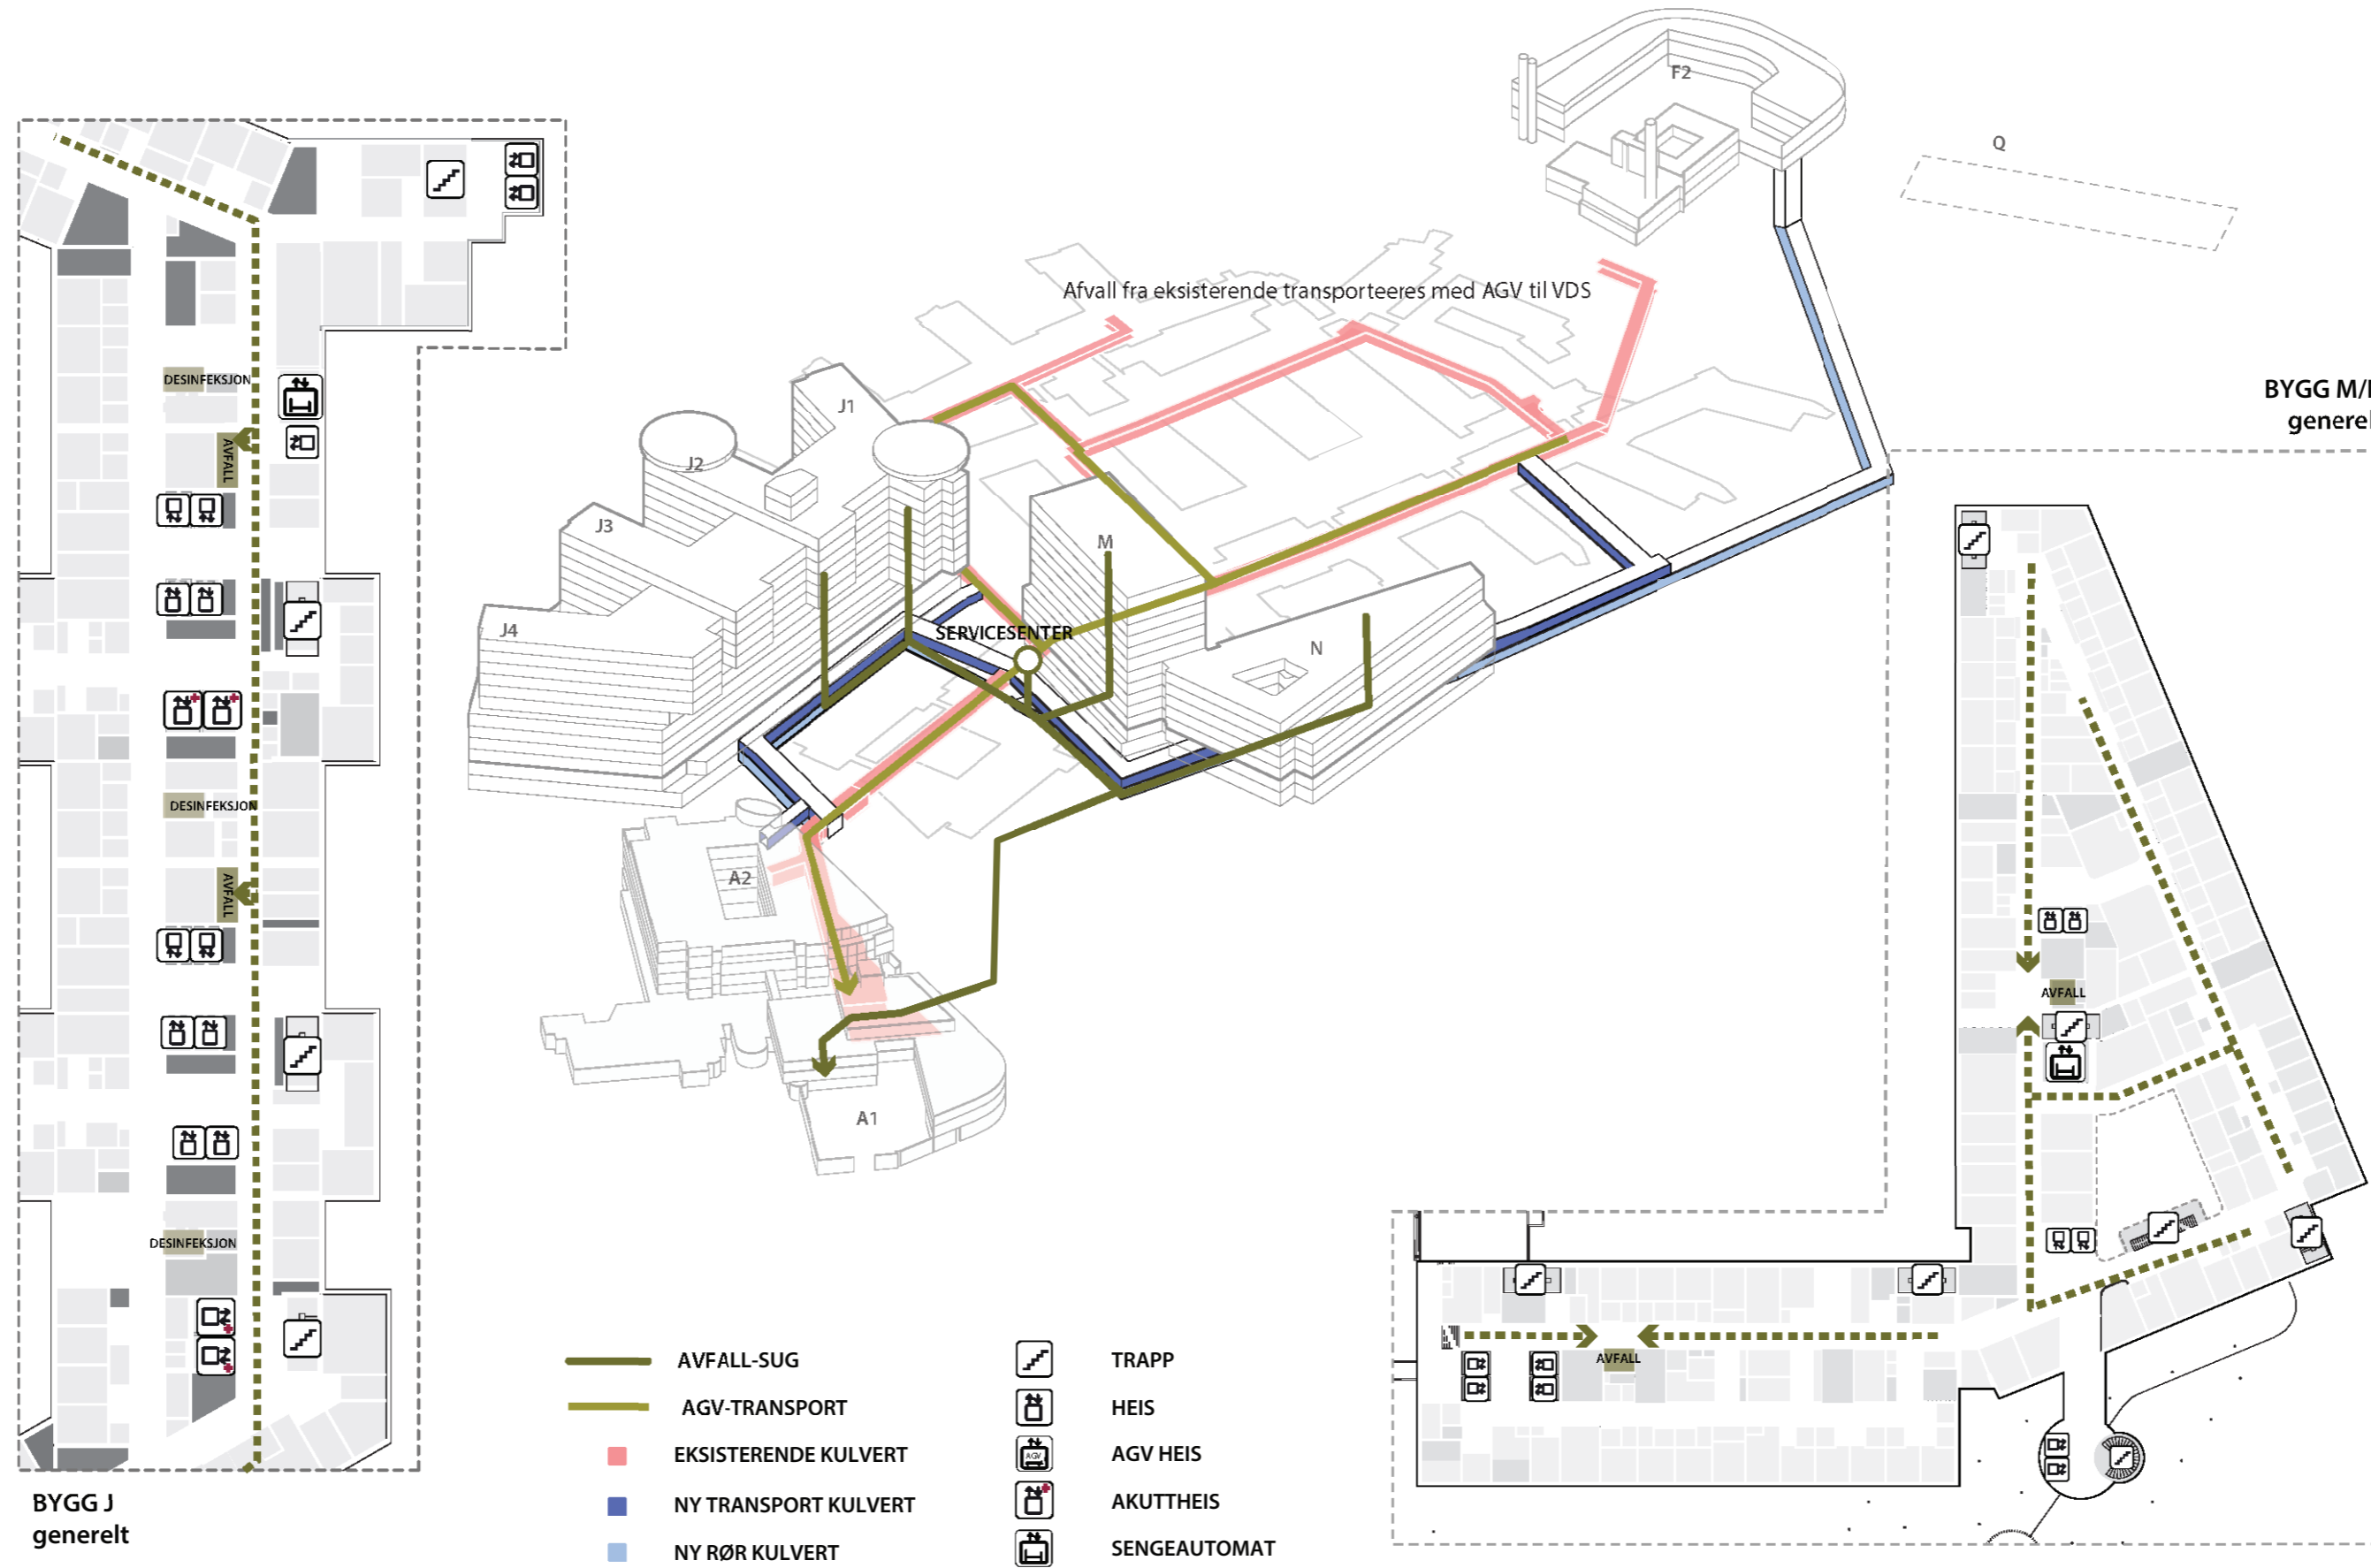 F2
Q
Afvall fra eksisterende transporteeres med AGV til VDS
J1
J2
J3
J4
M
N
SERVICESENTER
A2
A1
DESINFEKSJON
AVFALL
DESINFEKSJON
AVFALL
DESINFEKSJON
BYGG J
generelt
BYGG M/
generel
AVFALL
AVFALL
AVFALL-SUG
AGV-TRANSPORT
EKSISTERENDE KULVERT
NY TRANSPORT KULVERT
NY RØR KULVERT
TRAPP
HEIS
AGV
AGV HEIS
AKUTTHEIS
SENGEAUTOMAT